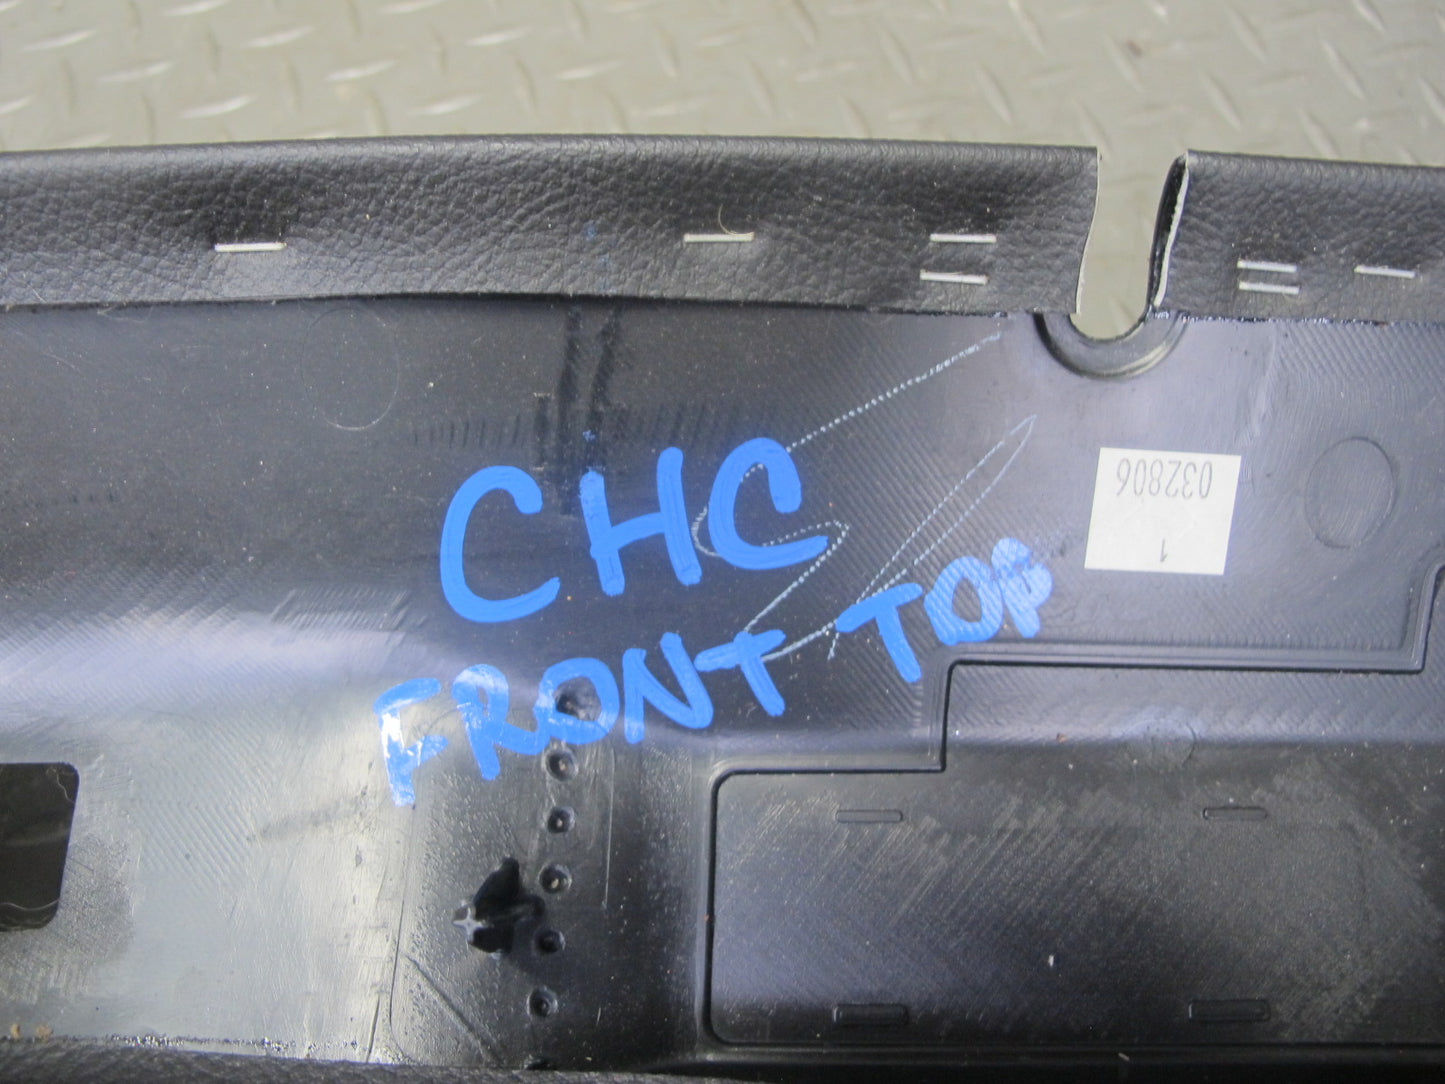 CHC
FRONT TOP
032806
1